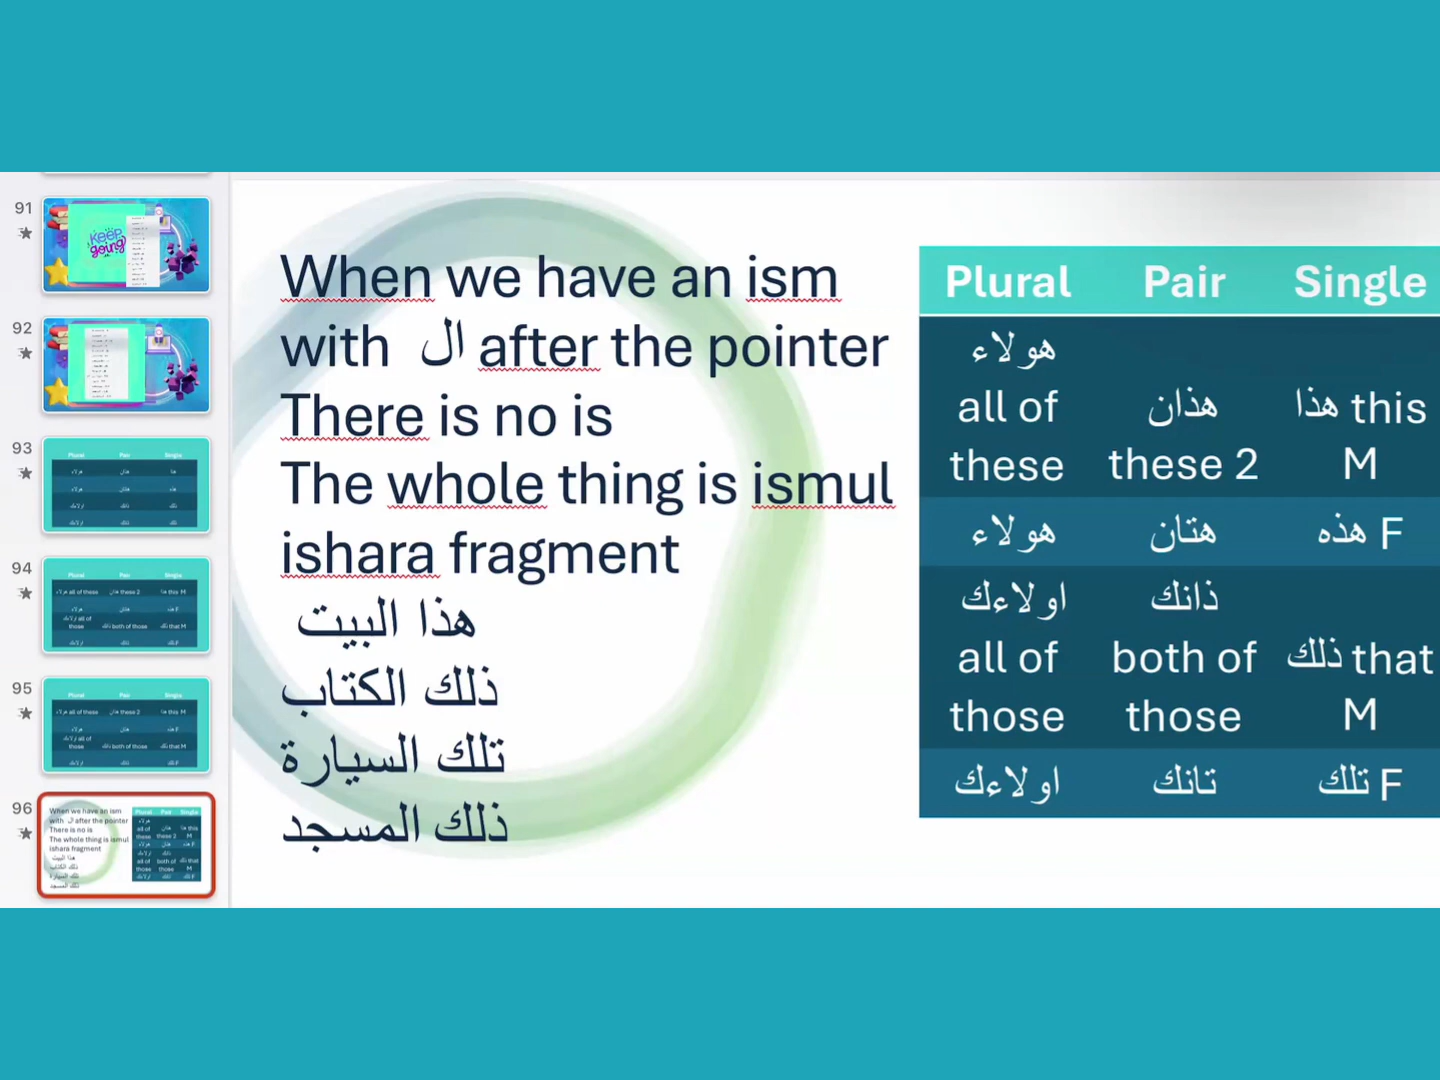 91
92
93
94
95
96
When we have an ism
with ال after the pointer
There is no is
The whole thing is ismul
ishara fragment
هذا البيت
ذلك الكتاب
تلك السيارة
ذلك المسجد
Plural Pair Single
هولاء
all of هذان هذا this
these these 2 M
هولاء هتان هذه F
اولاءك ذانك
all of both of ذلك that
those those M
اولاءك تانك تلك F